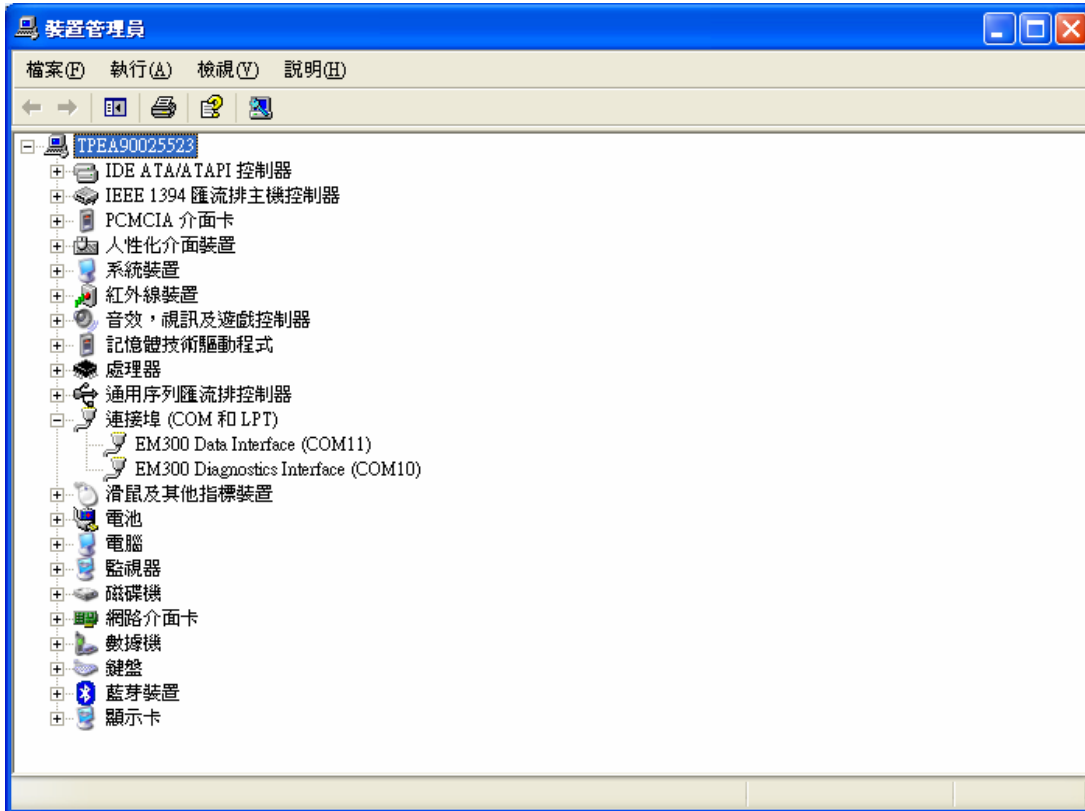 裝置管理員
檔案(F) 執行(A) 檢視(V) 說明(H)
TPEA90025523
IDE ATA/ATAPI 控制器
IEEE 1394 匯流排主機控制器
PCMCIA 介面卡
人性化介面裝置
系統裝置
紅外線裝置
音效，視訊及遊戲控制器
記憶體技術驅動程式
處理器
通用序列匯流排控制器
連接埠 (COM 和 LPT)
EM300 Data Interface (COM11)
EM300 Diagnostics Interface (COM10)
滑鼠及其他指標裝置
電池
電腦
監視器
磁碟機
網路介面卡
數據機
鍵盤
藍芽裝置
顯示卡